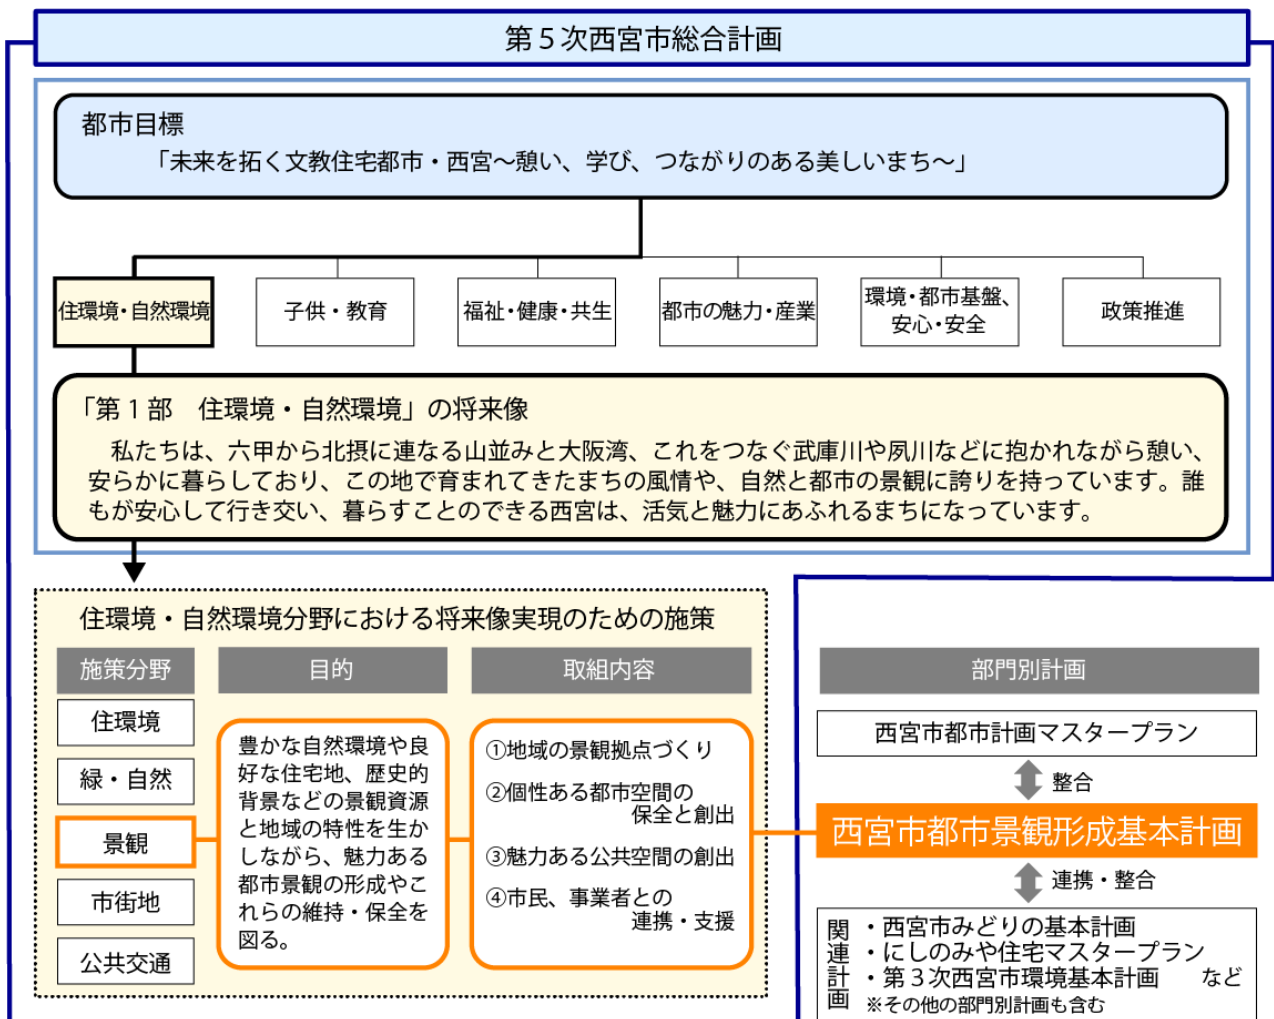 第５次西宮市総合計画
都市目標
「未来を拓く文教住宅都市・西宮～憩い、学び、つながりのある美しいまち～」
住環境・自然環境
子供・教育
福祉・健康・共生
都市の魅力・産業
環境・都市基盤、
安心・安全
政策推進
「第１部　住環境・自然環境」の将来像
私たちは、六甲から北摂に連なる山並みと大阪湾、これをつなぐ武庫川や夙川などに抱かれながら憩い、
安らかに暮らしており、この地で育まれてきたまちの風情や、自然と都市の景観に誇りを持っています。誰
もが安心して行き交い、暮らすことのできる西宮は、活気と魅力にあふれるまちになっています。
住環境・自然環境分野における将来像実現のための施策
施策分野
住環境
緑・自然
景観
市街地
公共交通
目的
豊かな自然環境や良
好な住宅地、歴史的
背景などの景観資源
と地域の特性を生か
しながら、魅力ある
都市景観の形成やこ
れらの維持・保全を
図る。
取組内容
①地域の景観拠点づくり
②個性ある都市空間の
保全と創出
③魅力ある公共空間の創出
④市民、事業者との
連携・支援
部門別計画
西宮市都市計画マスタープラン
整合
西宮市都市景観形成基本計画
連携・整合
関連計画
・西宮市みどりの基本計画
・にしのみや住宅マスタープラン
・第３次西宮市環境基本計画　など
※その他の部門別計画も含む